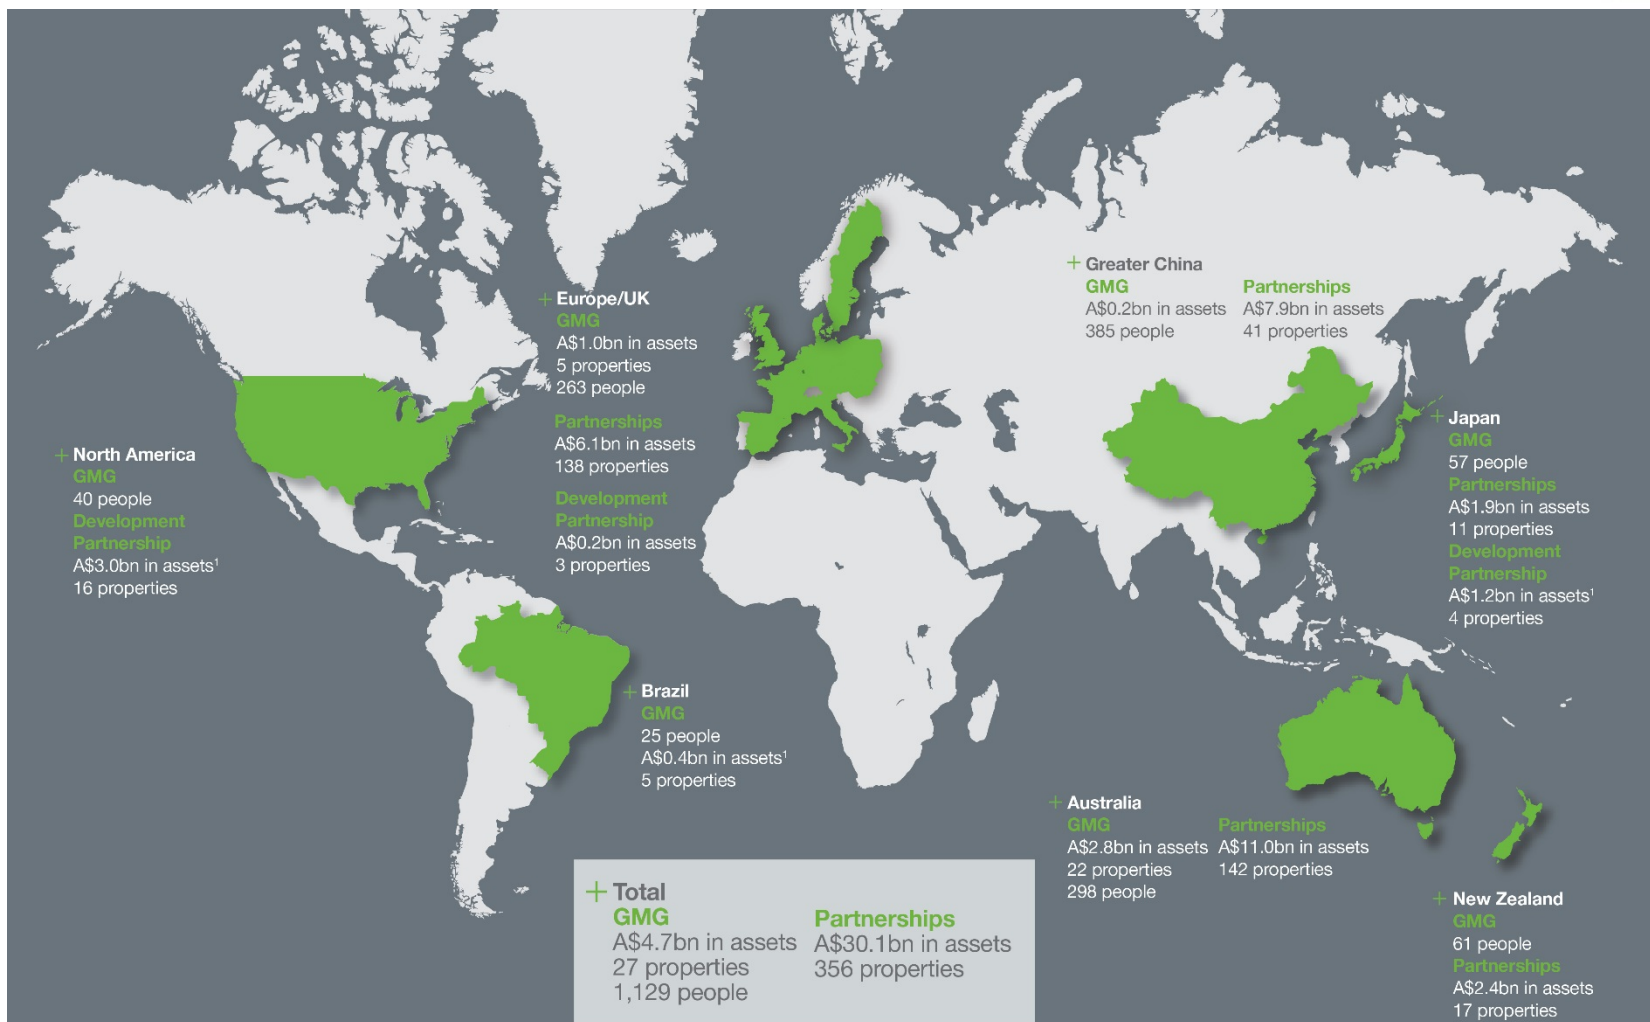 + Greater China
GMG
A$0.2bn in assets
385 people
Partnerships
A$7.9bn in assets
41 properties
+ Europe/UK
GMG
A$1.0bn in assets
5 properties
263 people
Partnerships
A$6.1bn in assets
138 properties
Development
Partnership
A$0.2bn in assets
3 properties
+ Japan
GMG
57 people
Partnerships
A$1.9bn in assets
11 properties
Development
Partnership
A$1.2bn in assets¹
4 properties
+ North America
GMG
40 people
Development
Partnership
A$3.0bn in assets¹
16 properties
+ Brazil
GMG
25 people
A$0.4bn in assets¹
5 properties
+ Australia
GMG
A$2.8bn in assets
22 properties
298 people
Partnerships
A$11.0bn in assets
142 properties
+ Total
GMG
A$4.7bn in assets
27 properties
1,129 people
Partnerships
A$30.1bn in assets
356 properties
+ New Zealand
GMG
61 people
Partnerships
A$2.4bn in assets
17 properties